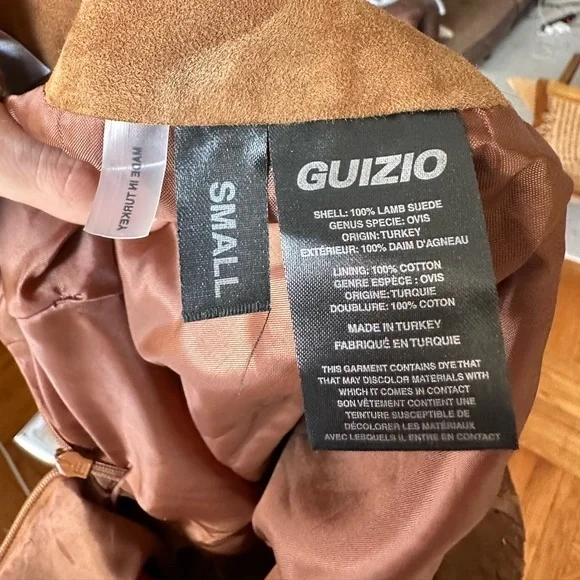 MADE IN TURKEY
SMALL
GUIZIO
SHELL: 100% LAMB SUEDE
GENUS SPECIE: OVIS
ORIGIN: TURKEY
EXTÉRIEUR: 100% DAIM D'AGNEAU
LINING: 100% COTTON
GENRE ESPÈCE : OVIS
ORIGINE: TURQUIE
DOUBLURE: 100% COTON
MADE IN TURKEY
FABRIQUÉ EN TURQUIE
THIS GARMENT CONTAINS DYE THAT
THAT MAY DISCOLOR MATERIALS WITH
WHICH IT COMES IN CONTACT
SON VÊTEMENT CONTIENT UNE
TEINTURE SUSCEPTIBLE DE
DÉCOLORER LES MATÉRIAUX
AVEC LESQUELS IL ENTRE EN CONTACT